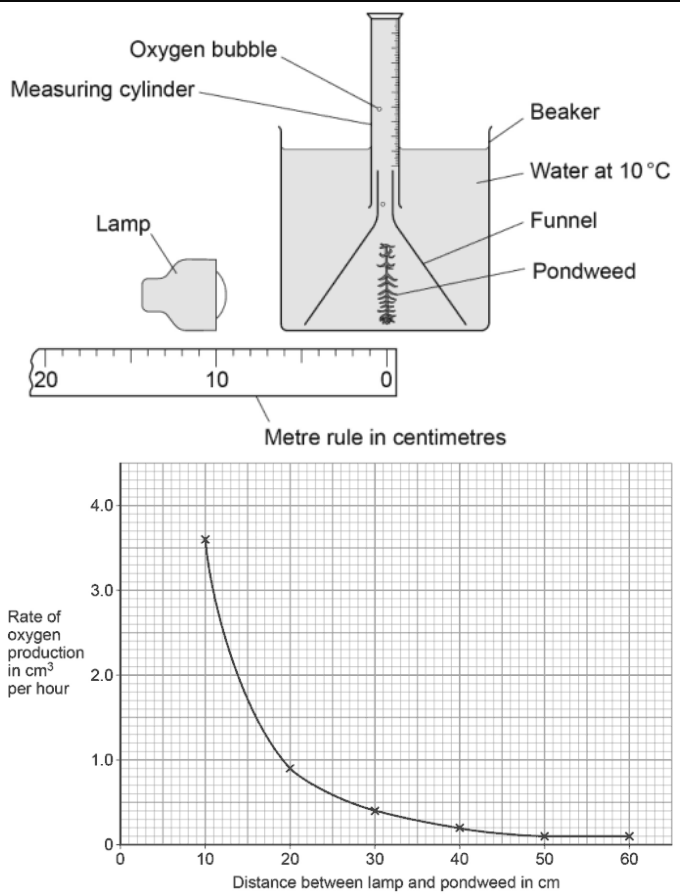 Oxygen bubble
Measuring cylinder
Beaker
Water at 10 °C
Lamp
Funnel
Pondweed
20 10 0
Metre rule in centimetres
4.0
3.0
Rate of
oxygen
production
in cm³
per hour
2.0
1.0
0
0 10 20 30 40 50 60
Distance between lamp and pondweed in cm